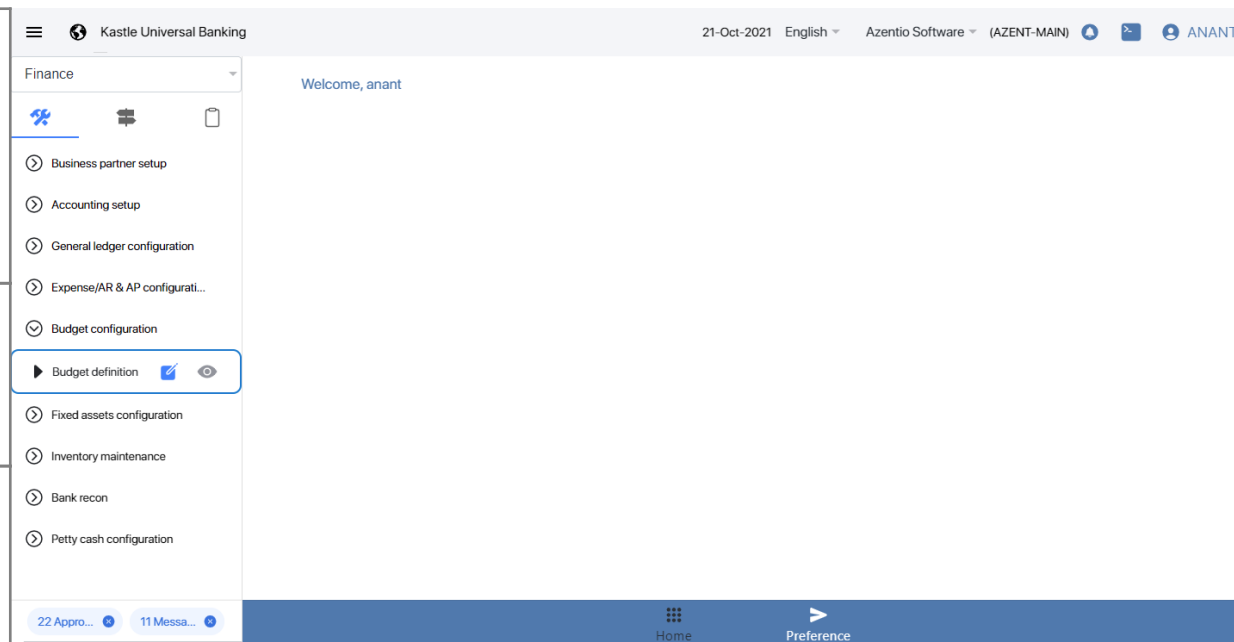 Kastle Universal Banking
21-Oct-2021 English Azentio Software (AZENT-MAIN) ANANT
Finance
Welcome, anant
Business partner setup
Accounting setup
General ledger configuration
Expense/AR & AP configurati...
Budget configuration
Budget definition
Fixed assets configuration
Inventory maintenance
Bank recon
Petty cash configuration
22 Appro... 11 Messa...
Home Preference